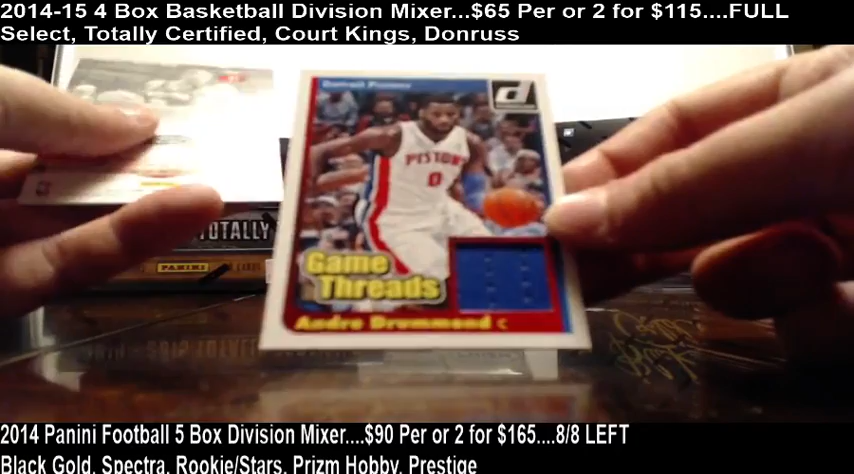 2014-15 4 Box Basketball Division Mixer...$65 Per or 2 for $115....FULL
Select, Totally Certified, Court Kings, Donruss
Detroit Pistons
d
PISTONS
0
TOTALLY
PANINI
Game
Threads
Andre Drummond C
2014 Panini Football 5 Box Division Mixer....$90 Per or 2 for $165....8/8 LEFT
Black Gold, Spectra, Rookie/Stars, Prizm Hobby, Prestige